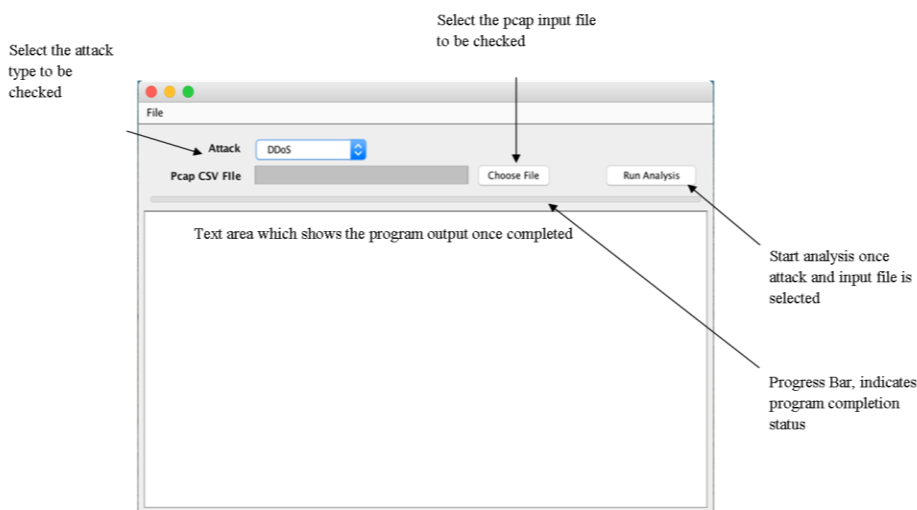 Select the pcap input file
to be checked
Select the attack
type to be
checked
File
Attack
DDoS
Pcap CSV FIle
Choose File
Run Analysis
Text area which shows the program output once completed
Start analysis once
attack and input file is
selected
Progress Bar, indicates
program completion
status